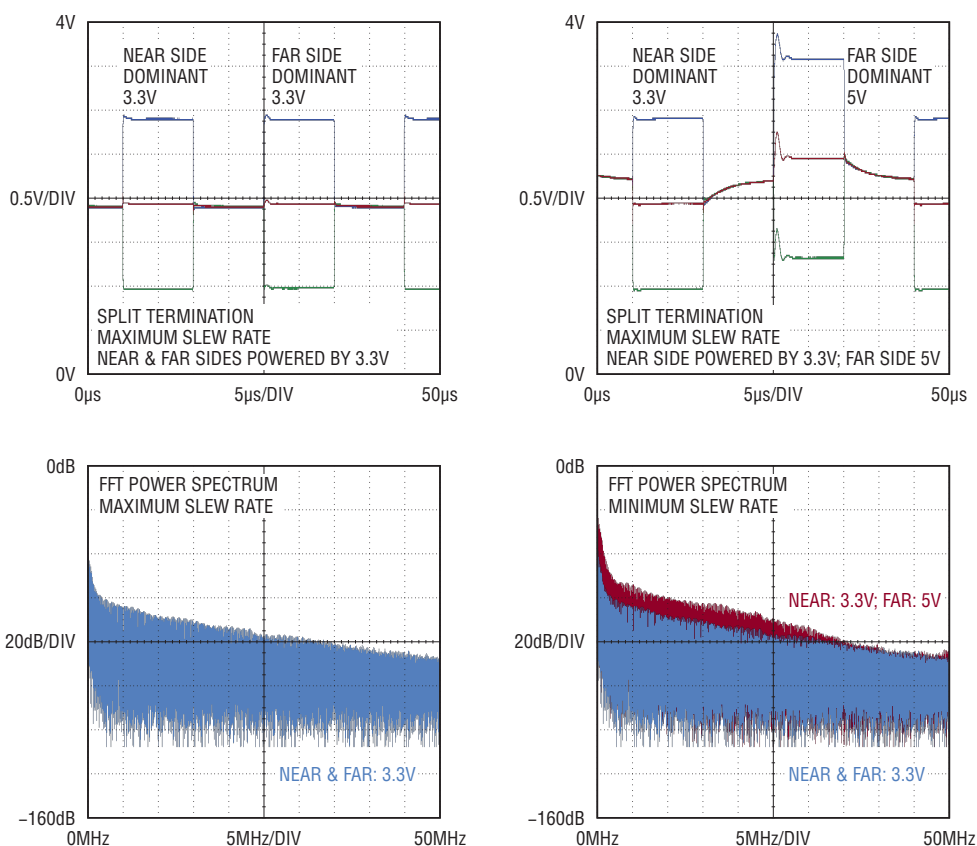 4V
NEAR SIDE
DOMINANT
3.3V
FAR SIDE
DOMINANT
3.3V
0.5V/DIV
SPLIT TERMINATION
MAXIMUM SLEW RATE
NEAR & FAR SIDES POWERED BY 3.3V
0V
0µs
5µs/DIV
50µs
4V
NEAR SIDE
DOMINANT
3.3V
FAR SIDE
DOMINANT
5V
0.5V/DIV
SPLIT TERMINATION
MAXIMUM SLEW RATE
NEAR SIDE POWERED BY 3.3V; FAR SIDE 5V
0V
0µs
5µs/DIV
50µs
0dB
FFT POWER SPECTRUM
MAXIMUM SLEW RATE
20dB/DIV
NEAR & FAR: 3.3V
–160dB
0MHz
5MHz/DIV
50MHz
0dB
FFT POWER SPECTRUM
MINIMUM SLEW RATE
NEAR: 3.3V; FAR: 5V
20dB/DIV
NEAR & FAR: 3.3V
–160dB
0MHz
5MHz/DIV
50MHz